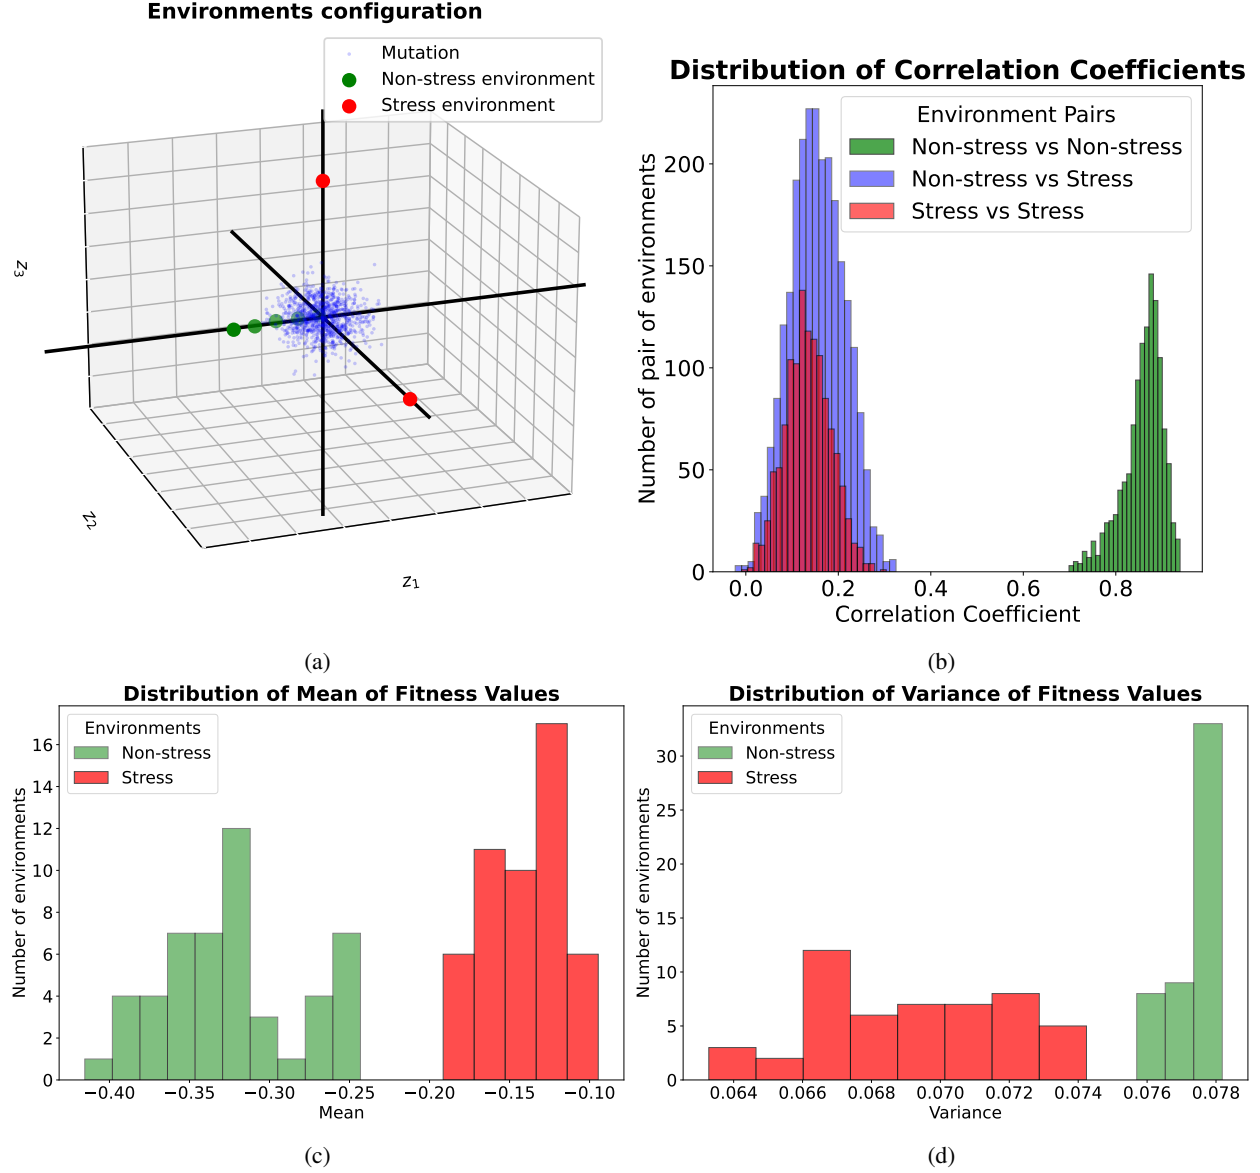 Environments configuration
Mutation
Non-stress environment
Stress environment
z3
z2
z1
(a)
Distribution of Correlation Coefficients
Environment Pairs
Non-stress vs Non-stress
Non-stress vs Stress
Stress vs Stress
Number of pair of environments
200
150
100
50
0
0.0 0.2 0.4 0.6 0.8
Correlation Coefficient
(b)
Distribution of Mean of Fitness Values
Environments
Non-stress
Stress
Number of environments
16
14
12
10
8
6
4
2
0
−0.40 −0.35 −0.30 −0.25 −0.20 −0.15 −0.10
Mean
(c)
Distribution of Variance of Fitness Values
Environments
Non-stress
Stress
Number of environments
30
25
20
15
10
5
0
0.064 0.066 0.068 0.070 0.072 0.074 0.076 0.078
Variance
(d)